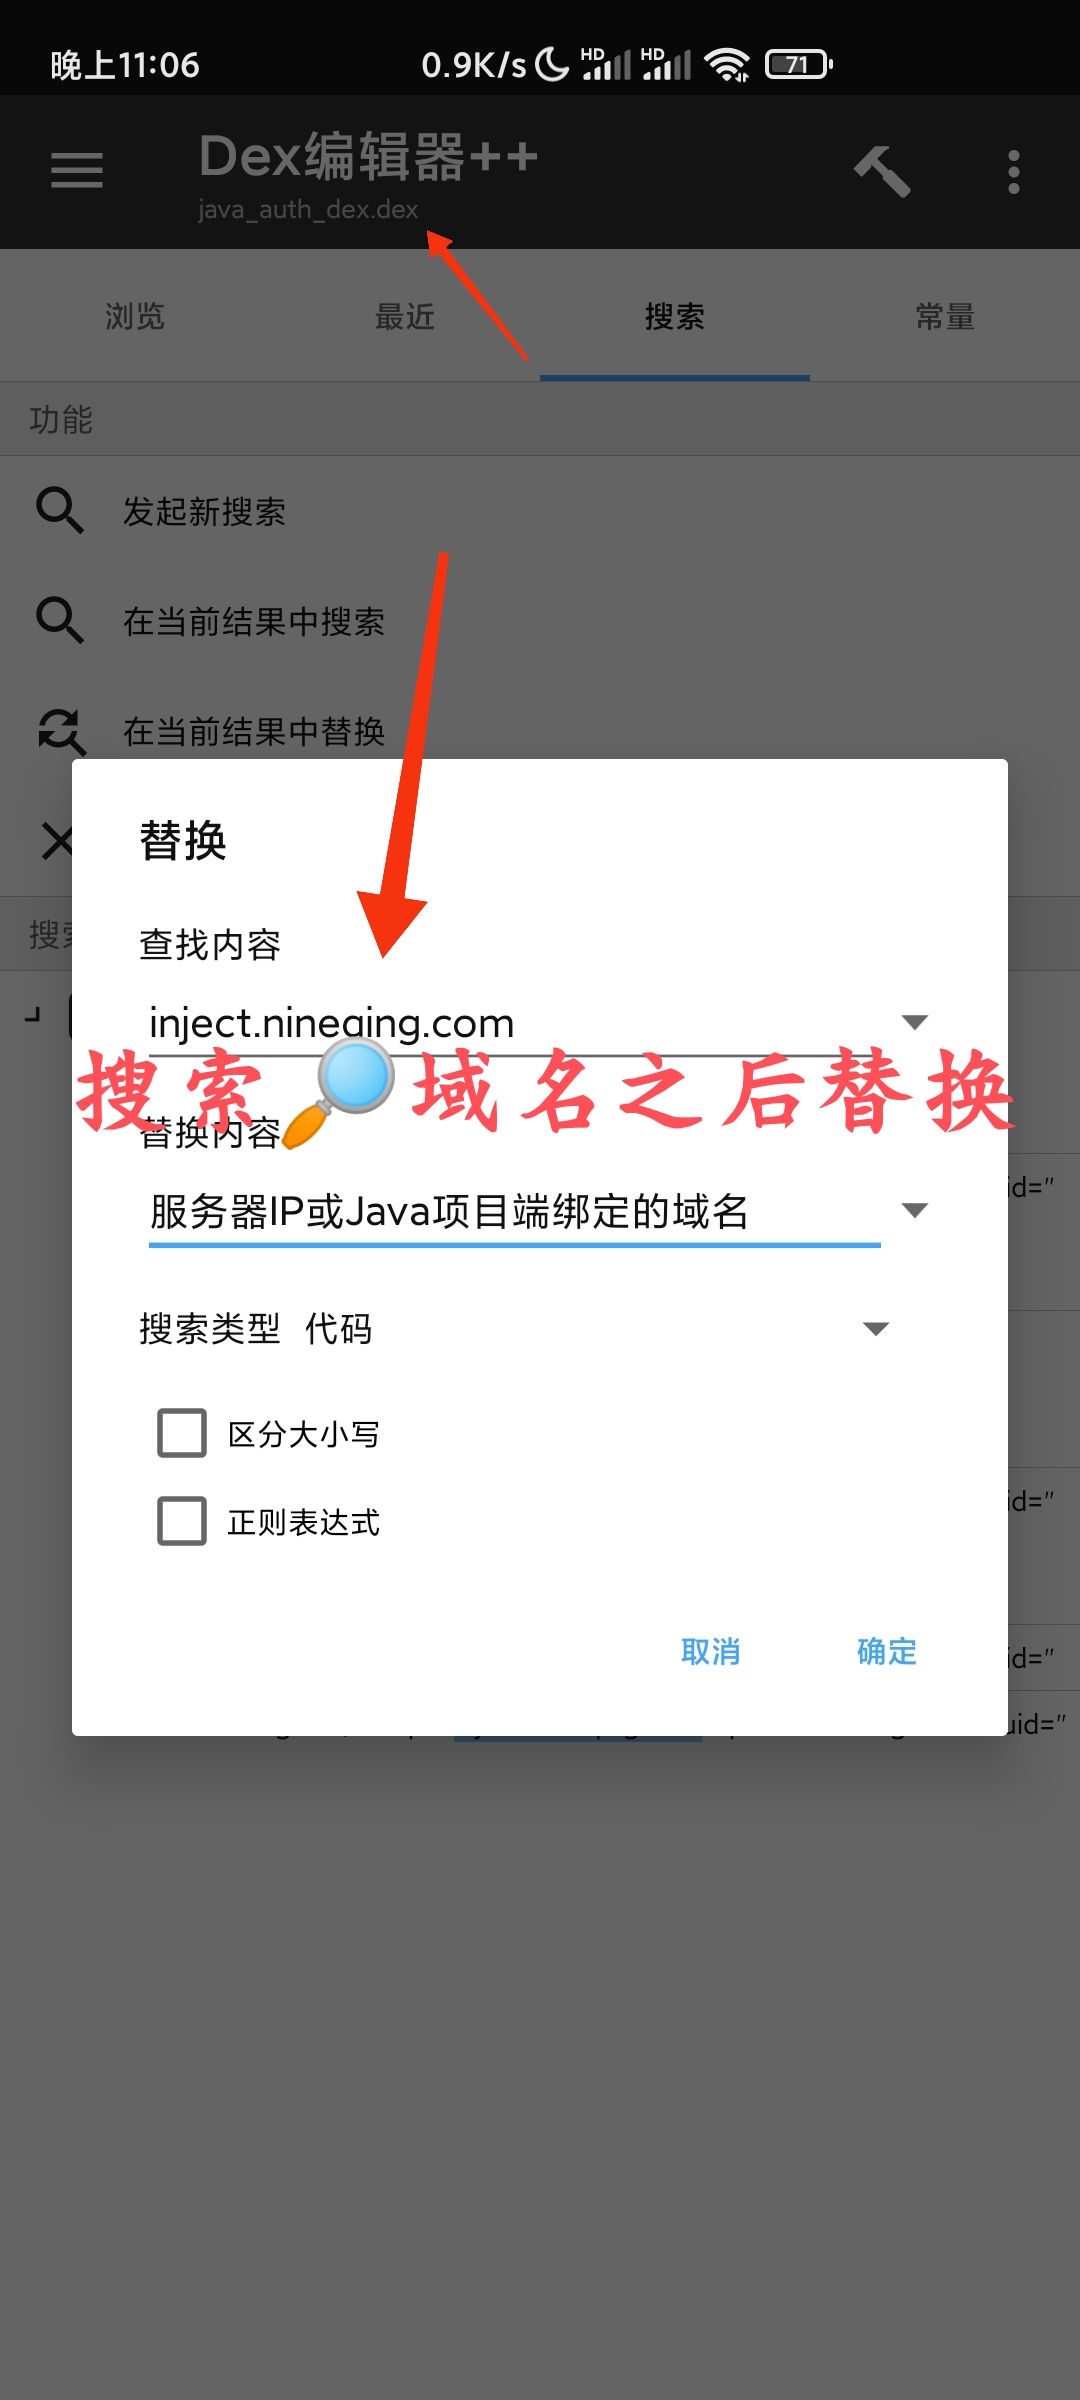 晚上11:06 0.9K/s HD HD 71
Dex编辑器++
java_auth_dex.dex
浏览 最近 搜索 常量
功能
发起新搜索
在当前结果中搜索
在当前结果中替换
替换
查找内容
inject.nineqing.com
搜索🔍域名之后替换
替换内容
服务器IP或Java项目端绑定的域名
id="
搜索类型 代码
区分大小写
id="
正则表达式
取消 确定
id="
uid="